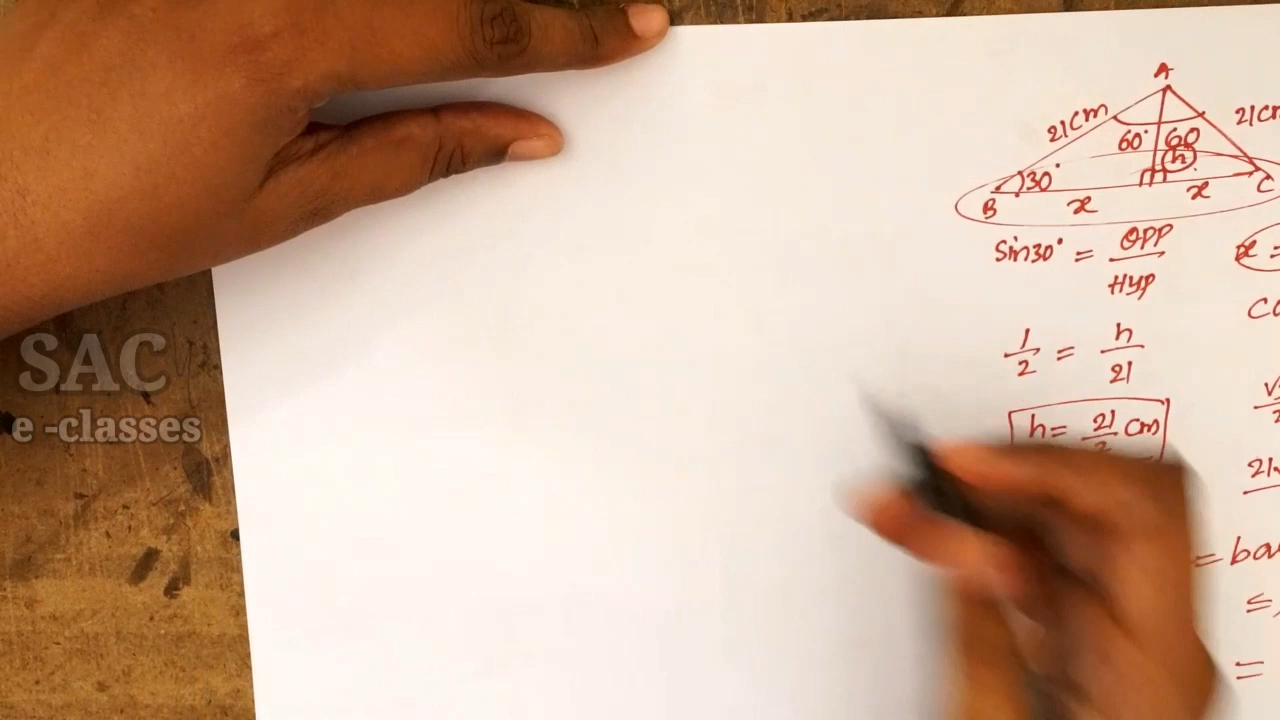 A
21cm 21cm
60° 60
h
30°
B x x C
Sin30° = OPP
HYP
x =
1/2 = h/21
h = 21/2 cm
=
SAC
e -classes